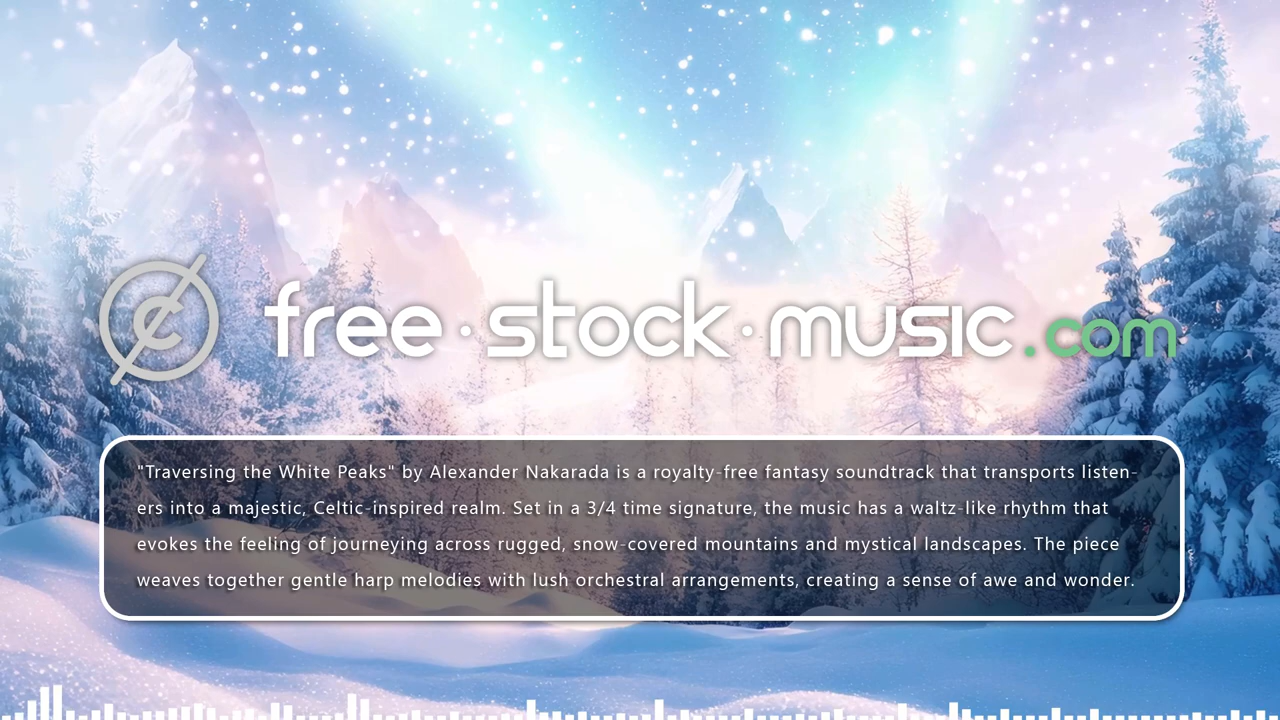 free·stock·music.com
"Traversing the White Peaks" by Alexander Nakarada is a royalty-free fantasy soundtrack that transports listen-
ers into a majestic, Celtic-inspired realm. Set in a 3/4 time signature, the music has a waltz-like rhythm that
evokes the feeling of journeying across rugged, snow-covered mountains and mystical landscapes. The piece
weaves together gentle harp melodies with lush orchestral arrangements, creating a sense of awe and wonder.